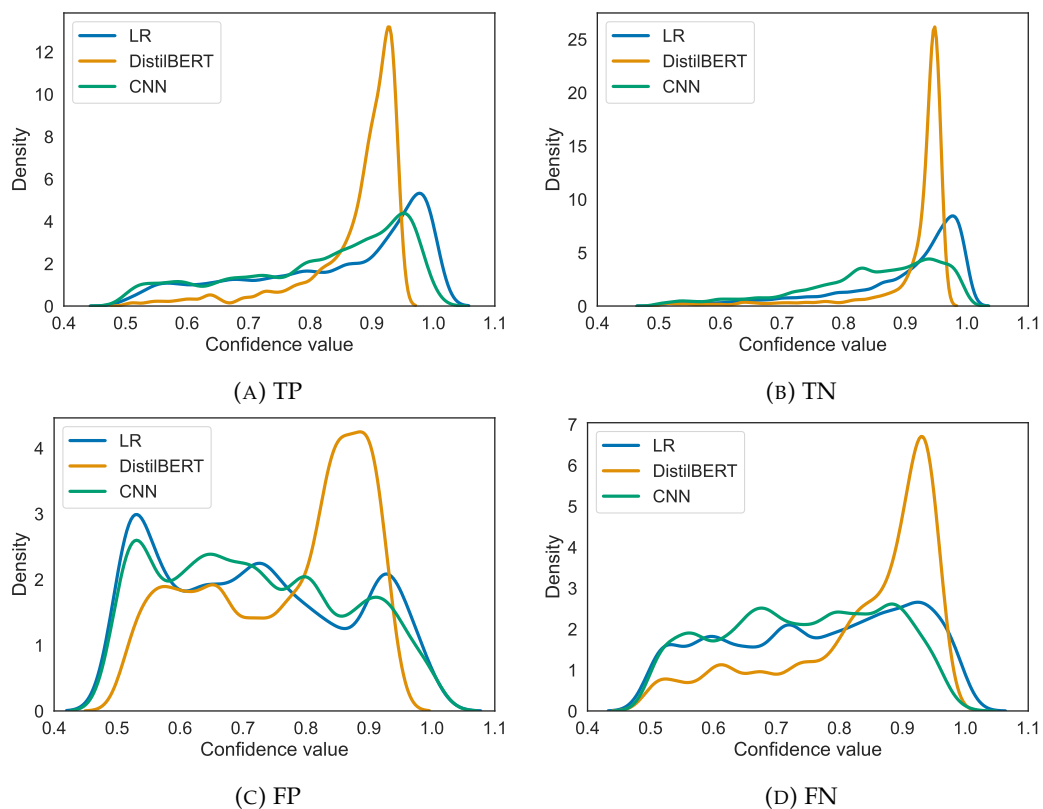 LR
DistilBERT
CNN
Density
0
2
4
6
8
10
12
0.4 0.5 0.6 0.7 0.8 0.9 1.0 1.1
Confidence value
(A) TP
LR
DistilBERT
CNN
Density
0
5
10
15
20
25
0.4 0.5 0.6 0.7 0.8 0.9 1.0 1.1
Confidence value
(B) TN
LR
DistilBERT
CNN
Density
0
1
2
3
4
0.4 0.5 0.6 0.7 0.8 0.9 1.0 1.1
Confidence value
(C) FP
LR
DistilBERT
CNN
Density
0
1
2
3
4
5
6
7
0.4 0.5 0.6 0.7 0.8 0.9 1.0 1.1
Confidence value
(D) FN